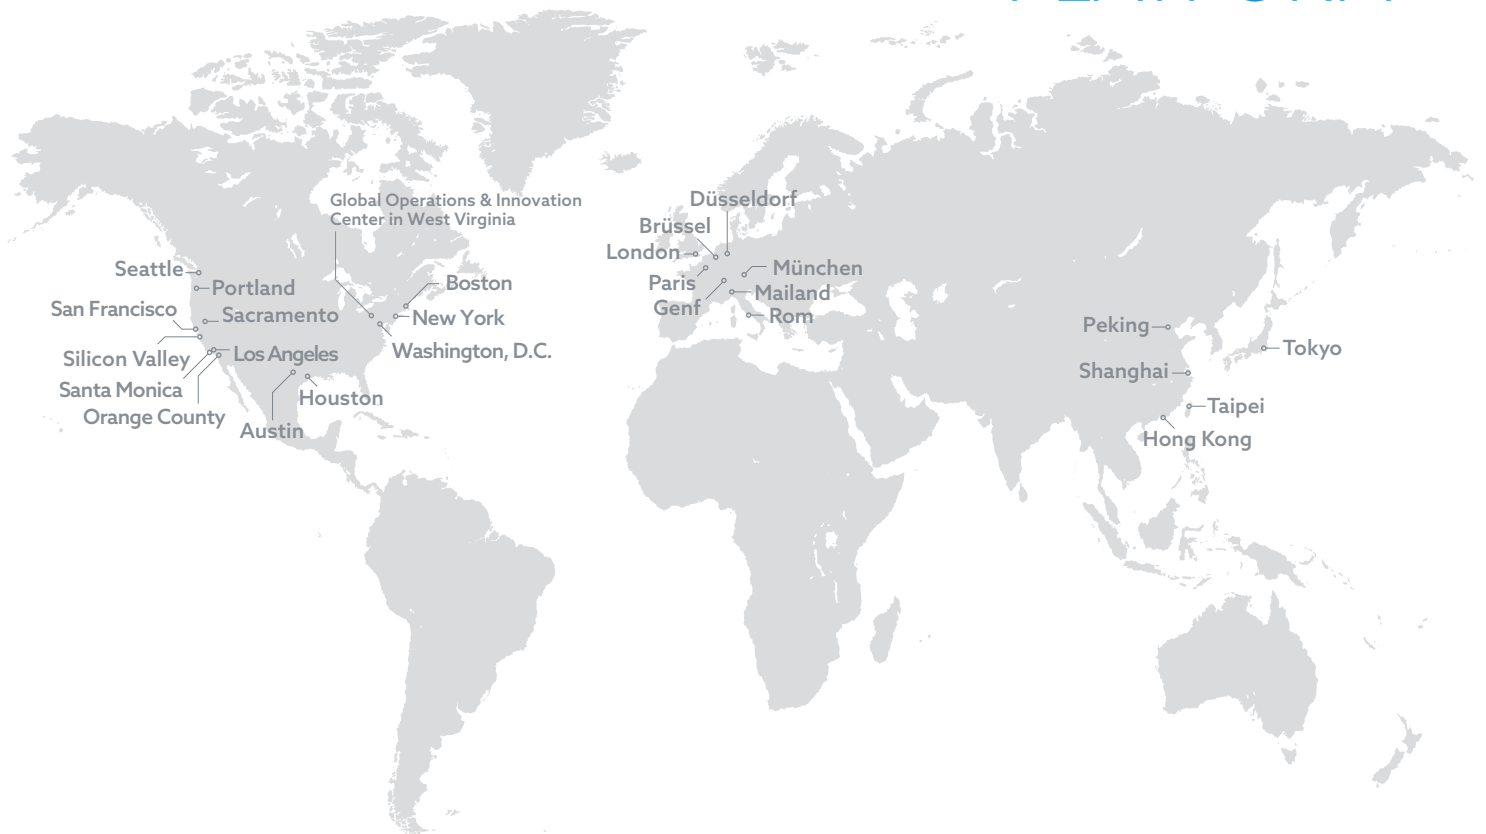 Global Operations & Innovation
Center in West Virginia
Seattle
Portland
San Francisco
Sacramento
Silicon Valley
Los Angeles
Santa Monica
Orange County
Houston
Austin
Boston
New York
Washington, D.C.
Düsseldorf
Brüssel
London
Paris
Genf
München
Mailand
Rom
Peking
Tokyo
Shanghai
Taipei
Hong Kong